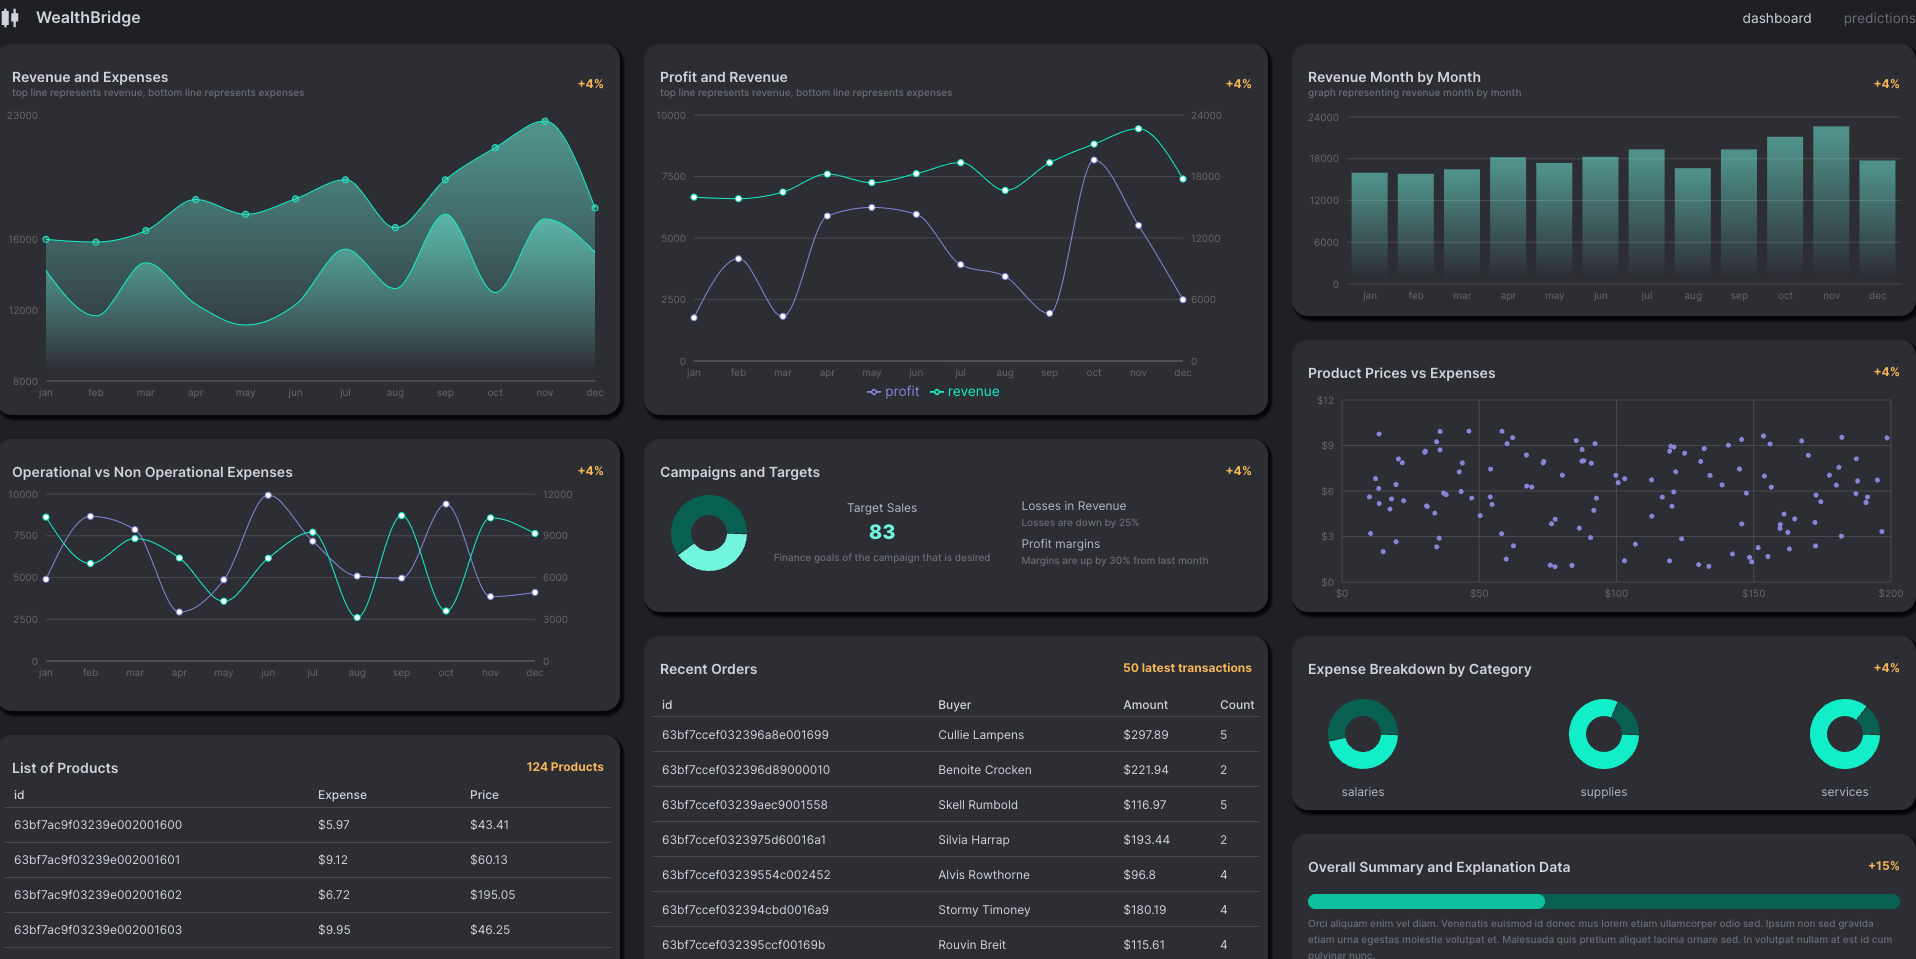 WealthBridge
dashboard
predictions
Revenue and Expenses
+4%
top line represents revenue, bottom line represents expenses
23000
16000
12000
8000
jan feb mar apr may jun jul aug sep oct nov dec
Operational vs Non Operational Expenses
+4%
10000
7500
5000
2500
0
12000
9000
6000
3000
0
jan feb mar apr may jun jul aug sep oct nov dec
List of Products
124 Products
id Expense Price
63bf7ac9f03239e002001600 $5.97 $43.41
63bf7ac9f03239e002001601 $9.12 $60.13
63bf7ac9f03239e002001602 $6.72 $195.05
63bf7ac9f03239e002001603 $9.95 $46.25
Profit and Revenue
+4%
top line represents revenue, bottom line represents expenses
10000
7500
5000
2500
0
24000
18000
12000
6000
0
jan feb mar apr may jun jul aug sep oct nov dec
profit revenue
Campaigns and Targets
+4%
Target Sales
83
Finance goals of the campaign that is desired
Losses in Revenue
Losses are down by 25%
Profit margins
Margins are up by 30% from last month
Recent Orders
50 latest transactions
id Buyer Amount Count
63bf7ccef032396a8e001699 Cullie Lampens $297.89 5
63bf7ccef032396d89000010 Benoite Crocken $221.94 2
63bf7ccef03239aec9001558 Skell Rumbold $116.97 5
63bf7ccef0323975d60016a1 Silvia Harrap $193.44 2
63bf7ccef03239554c002452 Alvis Rowthorne $96.8 4
63bf7ccef032394cbd0016a9 Stormy Timoney $180.19 4
63bf7ccef032395ccf00169b Rouvin Breit $115.61 4
Revenue Month by Month
+4%
graph representing revenue month by month
24000
18000
12000
6000
0
jan feb mar apr may jun jul aug sep oct nov dec
Product Prices vs Expenses
+4%
$12
$9
$6
$3
$0
$0 $50 $100 $150 $200
Expense Breakdown by Category
+4%
salaries supplies services
Overall Summary and Explanation Data
+15%
Orci aliquam enim vel diam. Venenatis euismod id donec mus lorem etiam ullamcorper odio sed. Ipsum non sed gravida
etiam urna egestas molestie volutpat et. Malesuada quis pretium aliquet lacinia ornare sed. In volutpat nullam at est id cum
pulvinar nunc.